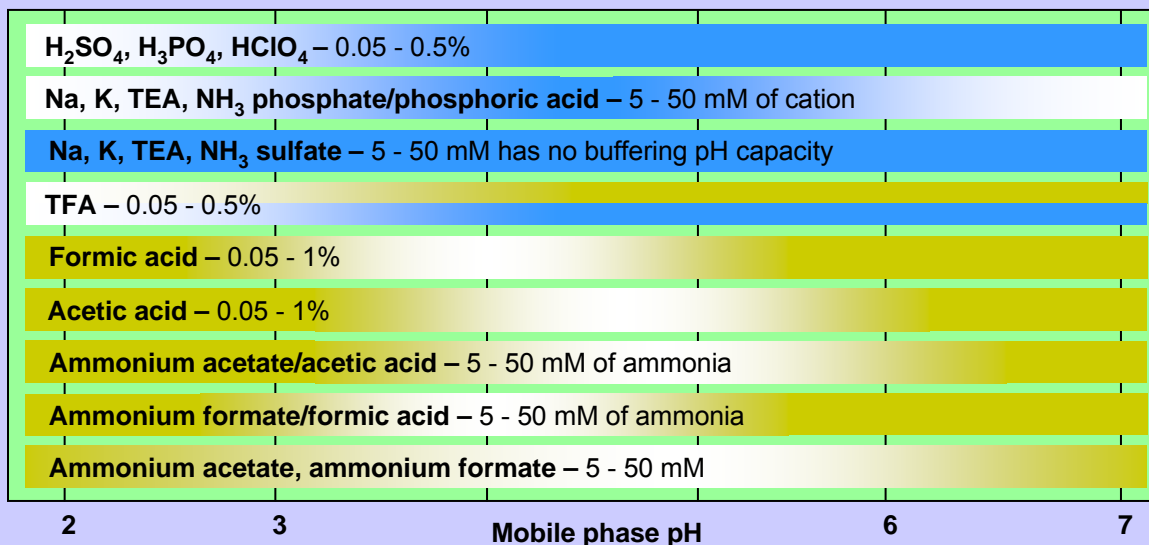 H₂SO₄, H₃PO₄, HClO₄ – 0.05 - 0.5%
Na, K, TEA, NH₃ phosphate/phosphoric acid – 5 - 50 mM of cation
Na, K, TEA, NH₃ sulfate – 5 - 50 mM has no buffering pH capacity
TFA – 0.05 - 0.5%
Formic acid – 0.05 - 1%
Acetic acid – 0.05 - 1%
Ammonium acetate/acetic acid – 5 - 50 mM of ammonia
Ammonium formate/formic acid – 5 - 50 mM of ammonia
Ammonium acetate, ammonium formate – 5 - 50 mM
2 3 Mobile phase pH 6 7